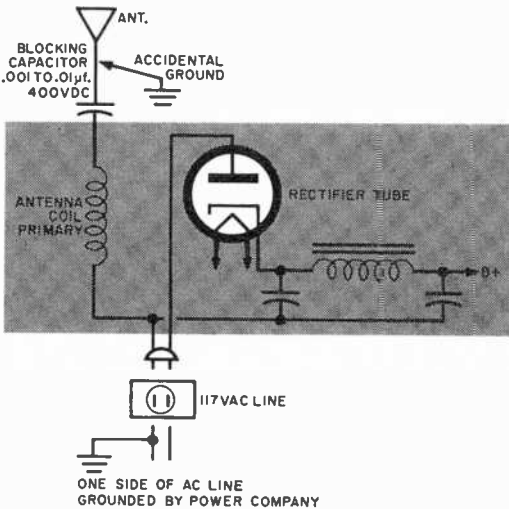 ANT.
BLOCKING
CAPACITOR
.001 TO .01µf.
400VDC
ACCIDENTAL
GROUND
ANTENNA
COIL
PRIMARY
RECTIFIER TUBE
B+
117VAC LINE
ONE SIDE OF AC LINE
GROUNDED BY POWER COMPANY